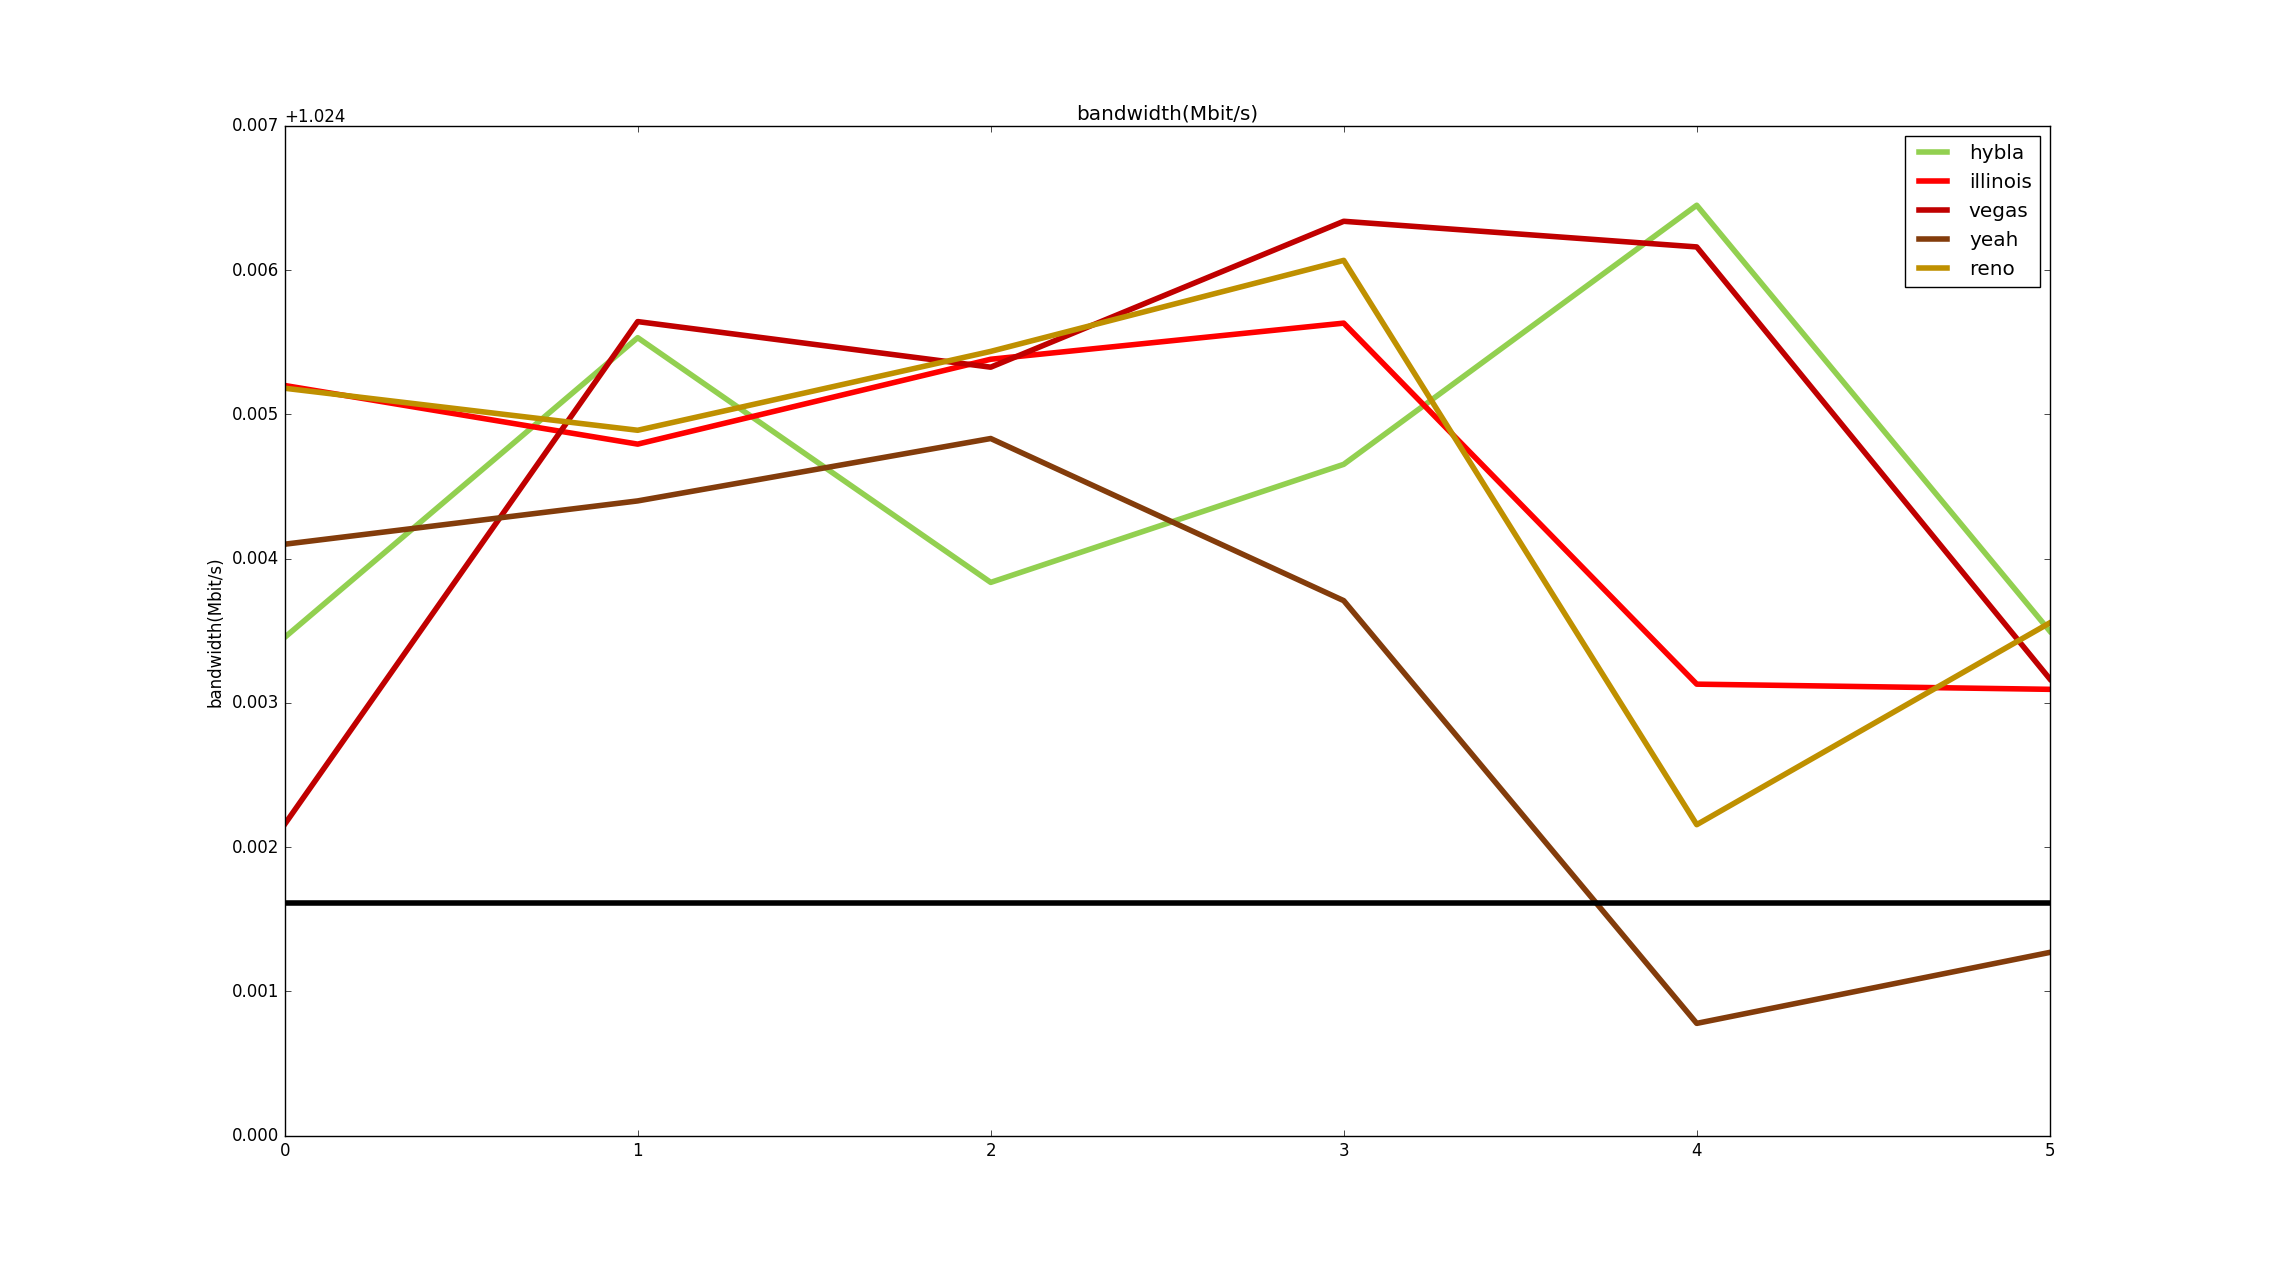 bandwidth(Mbit/s)
+1.024
0.007
0.006
0.005
0.004
0.003
0.002
0.001
0.000
bandwidth(Mbit/s)
0 1 2 3 4 5
hybla
illinois
vegas
yeah
reno